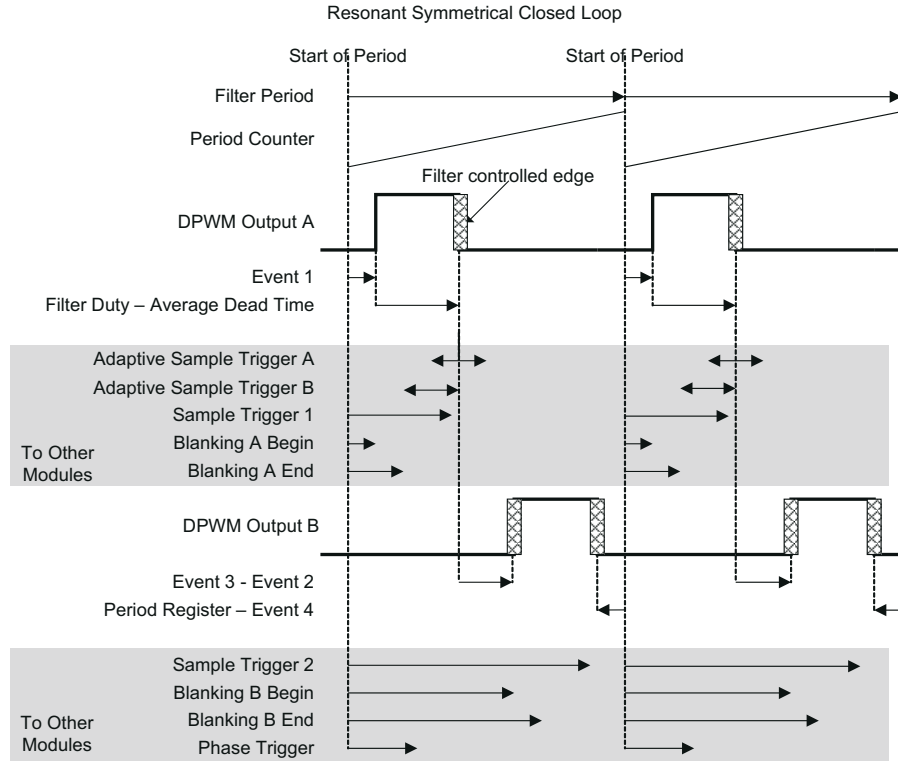 Resonant Symmetrical Closed Loop
Start of Period
Start of Period
Filter Period
Period Counter
Filter controlled edge
DPWM Output A
Event 1
Filter Duty – Average Dead Time
Adaptive Sample Trigger A
Adaptive Sample Trigger B
Sample Trigger 1
Blanking A Begin
Blanking A End
To Other
Modules
DPWM Output B
Event 3 - Event 2
Period Register – Event 4
Sample Trigger 2
Blanking B Begin
Blanking B End
Phase Trigger
To Other
Modules